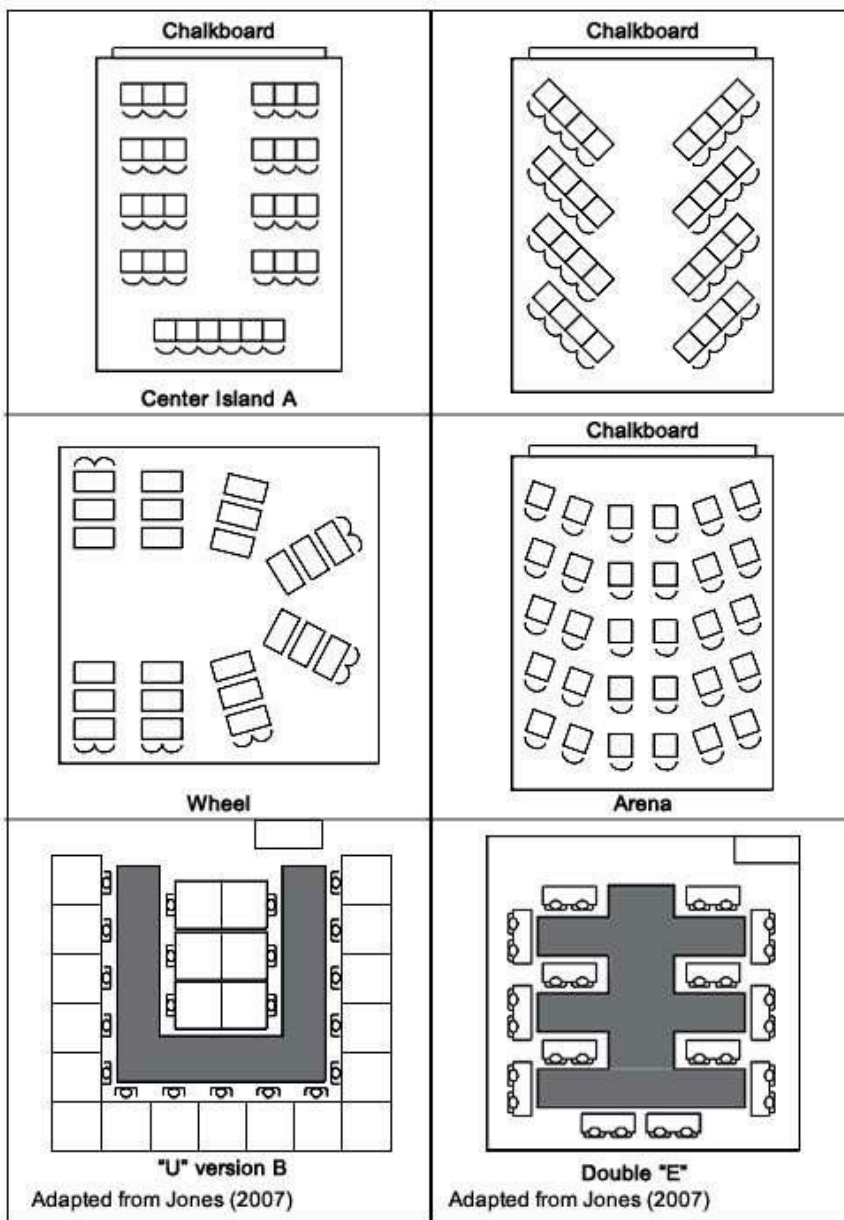 Chalkboard
Chalkboard
Center Island A
Chalkboard
Wheel
Arena
"U" version B
Adapted from Jones (2007)
Double "E"
Adapted from Jones (2007)